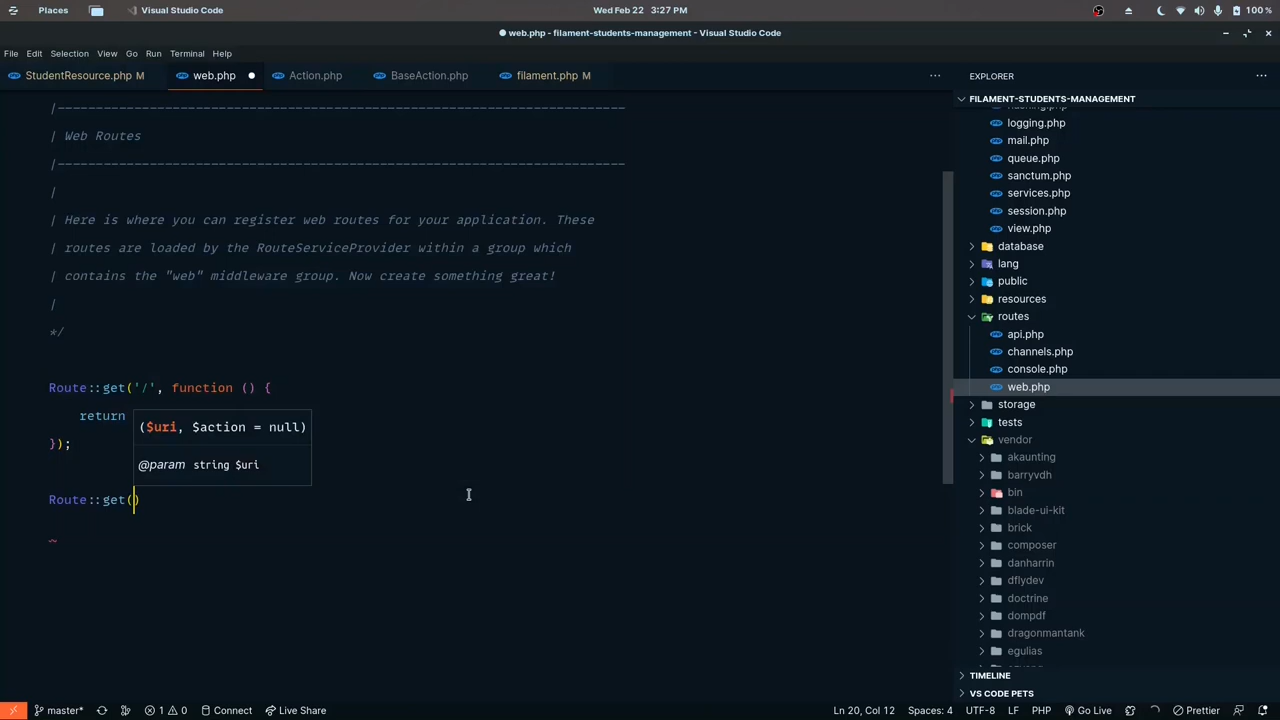 Places
Visual Studio Code
Wed Feb 22 3:27 PM
100 %
web.php - filament-students-management - Visual Studio Code
File Edit Selection View Go Run Terminal Help
StudentResource.php M
web.php
Action.php
BaseAction.php
filament.php M
EXPLORER
FILAMENT-STUDENTS-MANAGEMENT
logging.php
mail.php
queue.php
sanctum.php
services.php
session.php
view.php
database
lang
public
resources
routes
api.php
channels.php
console.php
web.php
storage
tests
vendor
akaunting
barryvdh
bin
blade-ui-kit
brick
composer
danharrin
dflydev
doctrine
dompdf
dragonmantank
egulias
TIMELINE
VS CODE PETS
|--------------------------------------------------------------------------
| Web Routes
|--------------------------------------------------------------------------
|
| Here is where you can register web routes for your application. These
| routes are loaded by the RouteServiceProvider within a group which
| contains the "web" middleware group. Now create something great!
|
*/
Route::get('/', function () {
return
($uri, $action = null)
@param string $uri
});
Route::get()
master*
1 0
Connect
Live Share
Ln 20, Col 12
Spaces: 4
UTF-8
LF
PHP
Go Live
Prettier